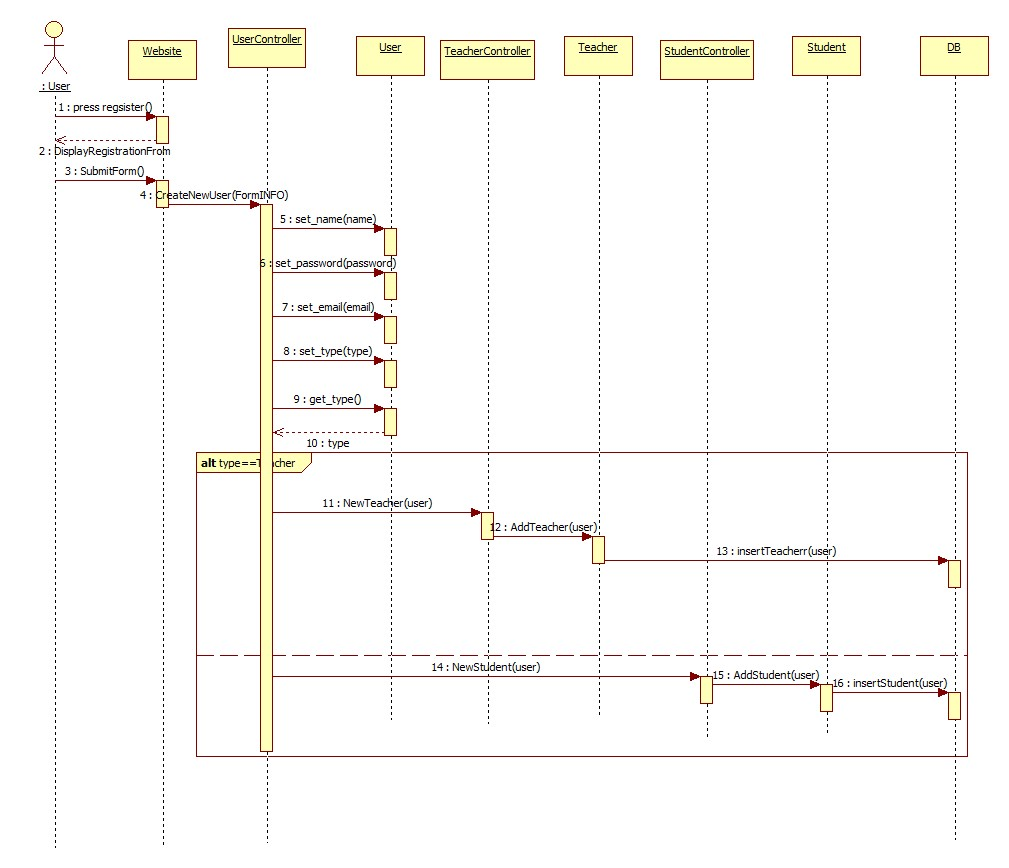 : User
Website
UserController
User
TeacherController
Teacher
StudentController
Student
DB
1 : press regsister()
2 : DisplayRegistrationFrom
3 : SubmitForm()
4 : CreateNewUser(FormINFO)
5 : set_name(name)
6 : set_password(password)
7 : set_email(email)
8 : set_type(type)
9 : get_type()
10 : type
alt type==Teacher
11 : NewTeacher(user)
12 : AddTeacher(user)
13 : insertTeacherr(user)
14 : NewStudent(user)
15 : AddStudent(user)
16 : insertStudent(user)